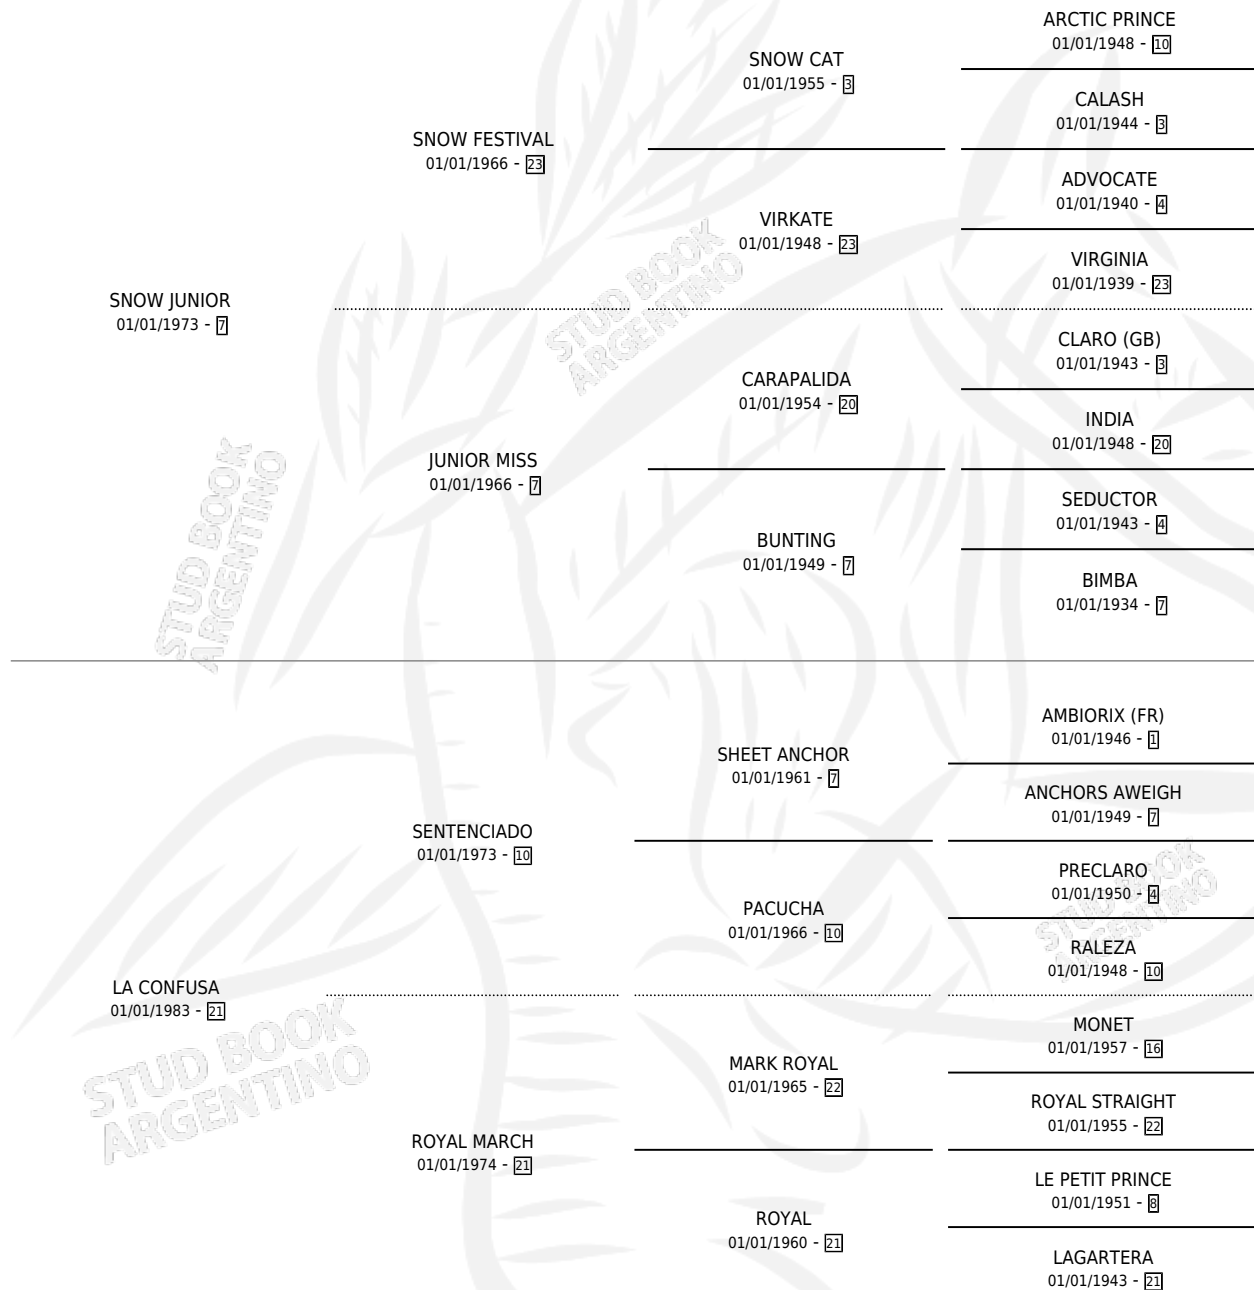 ARCTIC PRINCE
01/01/1948 - 10
SNOW CAT
01/01/1955 - 3
CALASH
01/01/1944 - 3
SNOW FESTIVAL
01/01/1966 - 23
ADVOCATE
01/01/1940 - 4
VIRKATE
01/01/1948 - 23
VIRGINIA
01/01/1939 - 23
SNOW JUNIOR
01/01/1973 - 7
CLARO (GB)
01/01/1943 - 3
CARAPALIDA
01/01/1954 - 20
INDIA
01/01/1948 - 20
JUNIOR MISS
01/01/1966 - 7
SEDUCTOR
01/01/1943 - 4
BUNTING
01/01/1949 - 7
BIMBA
01/01/1934 - 7
AMBIORIX (FR)
01/01/1946 - 1
SHEET ANCHOR
01/01/1961 - 7
ANCHORS AWEIGH
01/01/1949 - 7
SENTENCIADO
01/01/1973 - 10
PRECLARO
01/01/1950 - 4
PACUCHA
01/01/1966 - 10
RALEZA
01/01/1948 - 10
LA CONFUSA
01/01/1983 - 21
MONET
01/01/1957 - 16
MARK ROYAL
01/01/1965 - 22
ROYAL STRAIGHT
01/01/1955 - 22
ROYAL MARCH
01/01/1974 - 21
LE PETIT PRINCE
01/01/1951 - 8
ROYAL
01/01/1960 - 21
LAGARTERA
01/01/1943 - 21
STUD BOOK
ARGENTINO
STUD BOOK
ARGENTINO
STUD BOOK
ARGENTINO
STUD BOOK
ARGENTINO